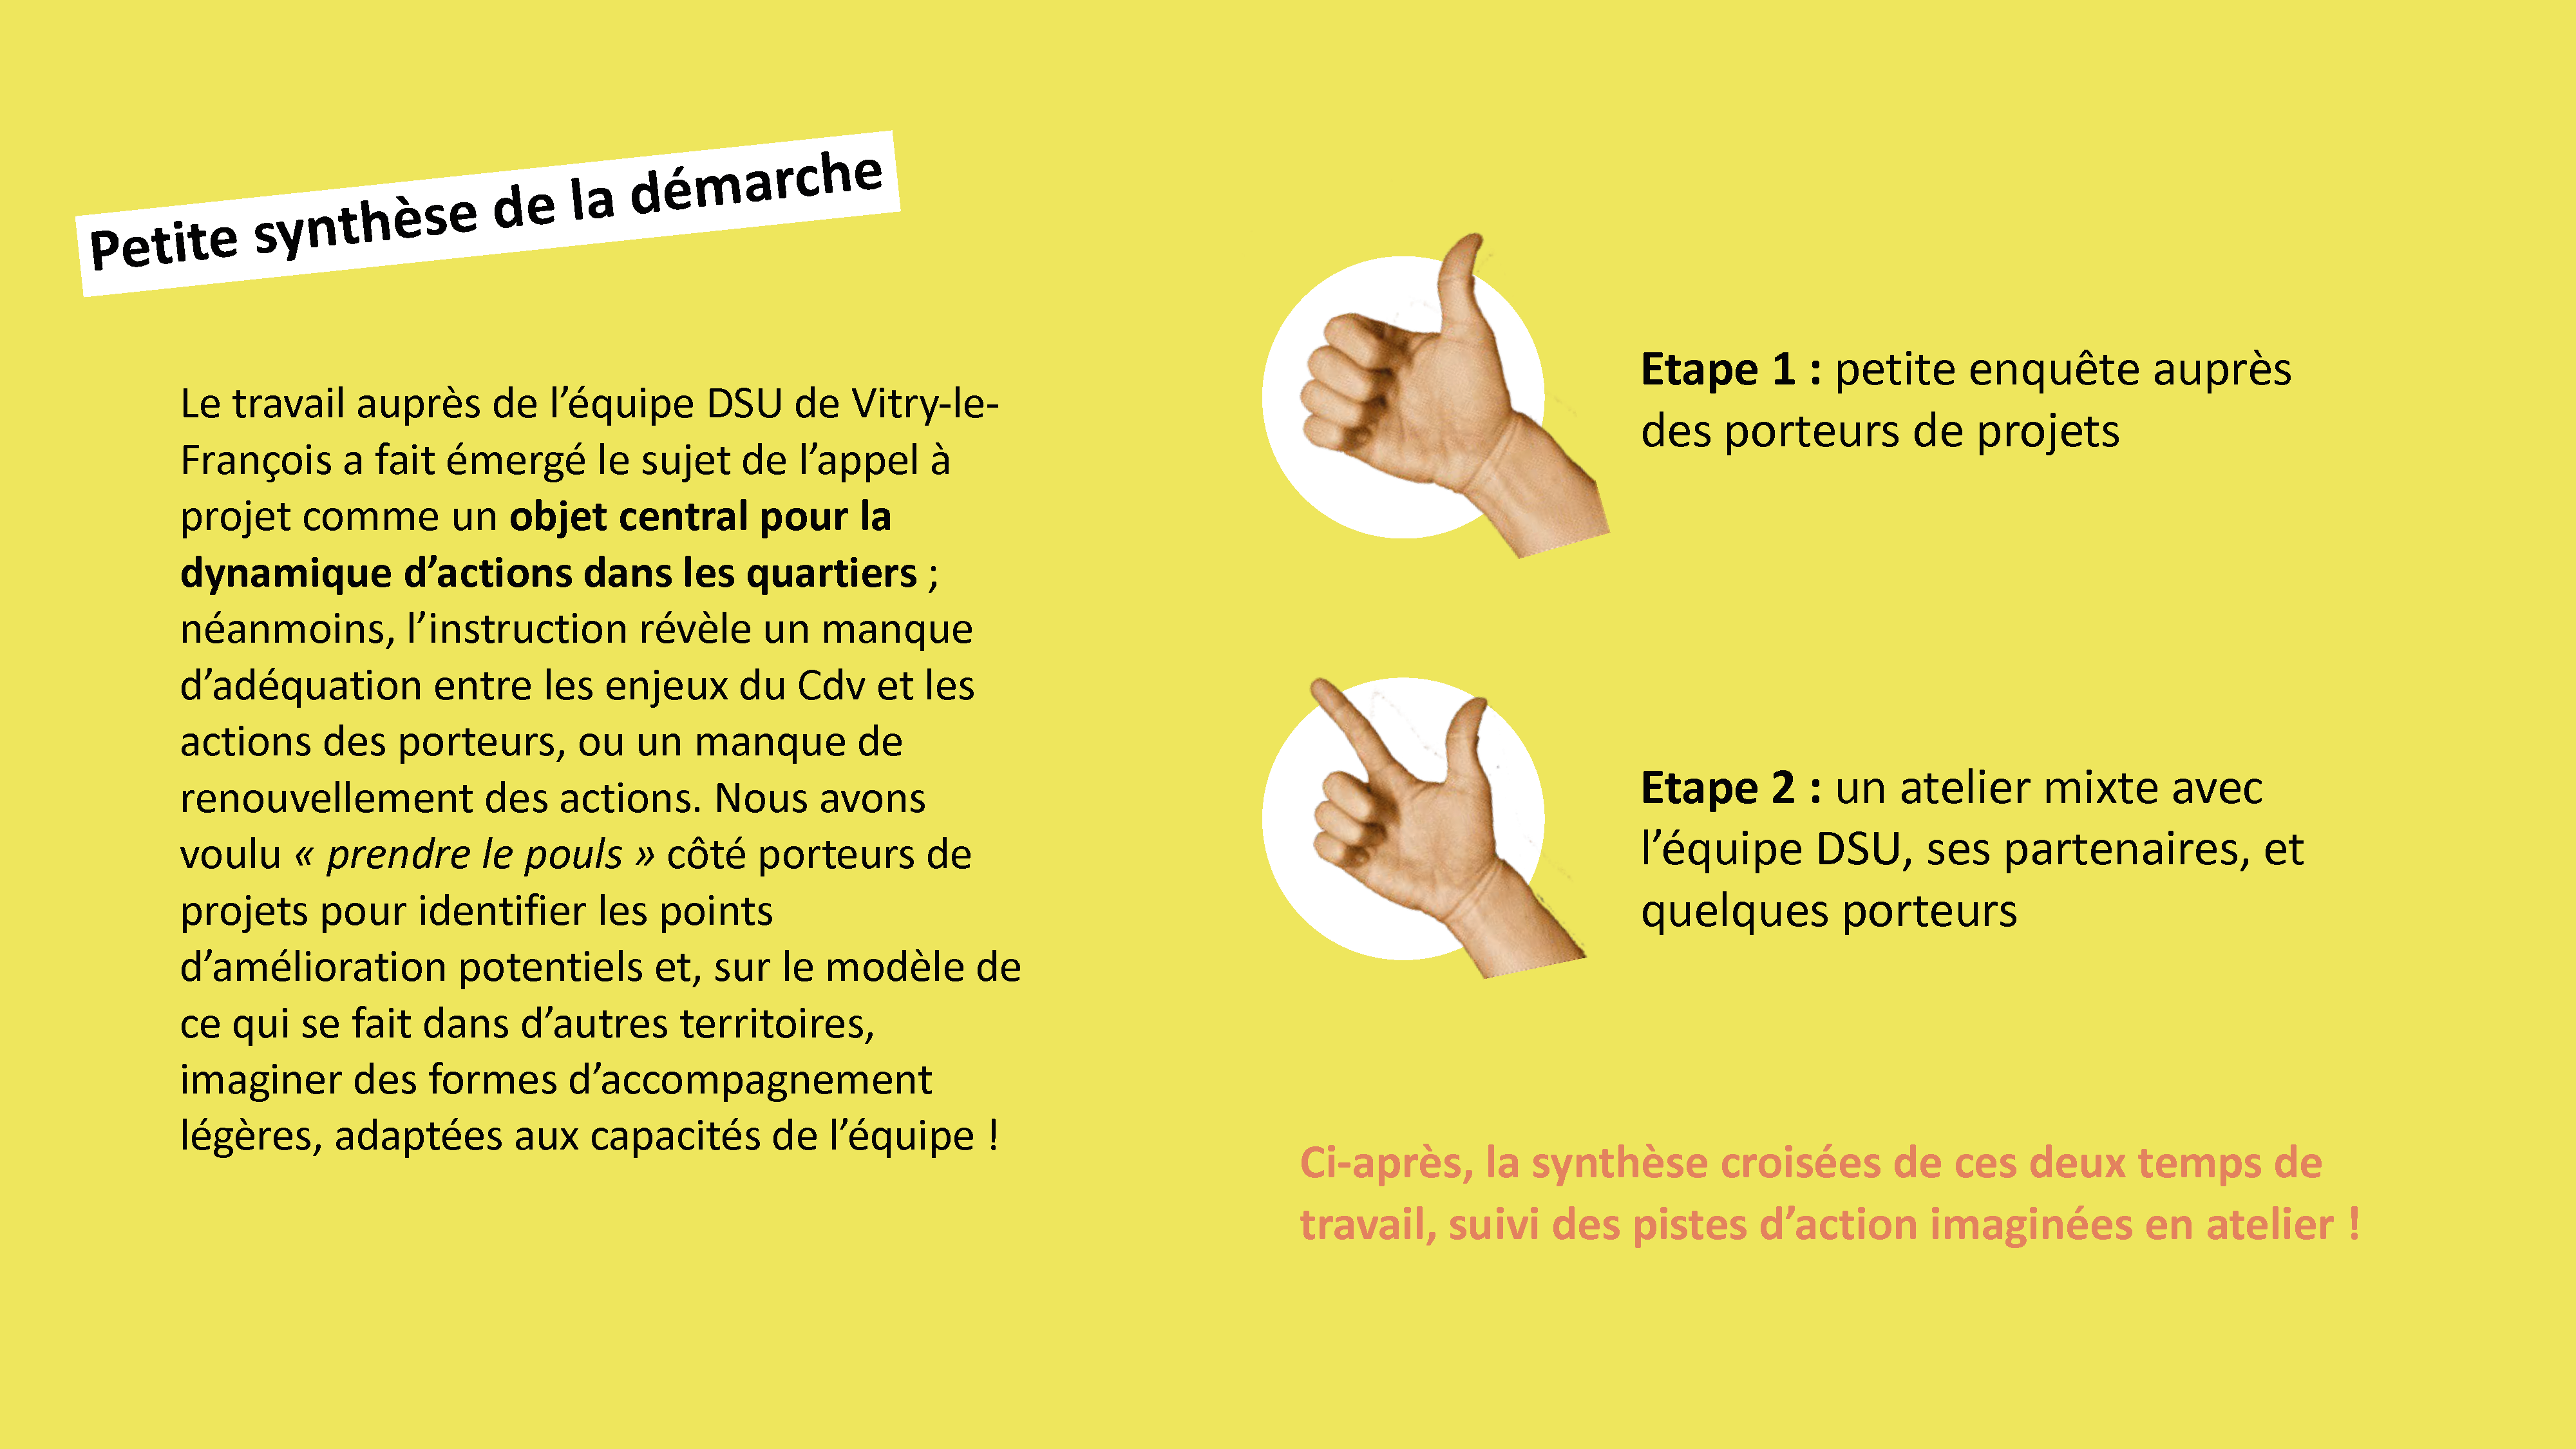 Petite synthèse de la démarche
Le travail auprès de l’équipe DSU de Vitry-le-
François a fait émergé le sujet de l’appel à
projet comme un objet central pour la
dynamique d’actions dans les quartiers ;
néanmoins, l’instruction révèle un manque
d’adéquation entre les enjeux du Cdv et les
actions des porteurs, ou un manque de
renouvellement des actions. Nous avons
voulu « prendre le pouls » côté porteurs de
projets pour identifier les points
d’amélioration potentiels et, sur le modèle de
ce qui se fait dans d’autres territoires,
imaginer des formes d’accompagnement
légères, adaptées aux capacités de l’équipe !
Etape 1 : petite enquête auprès
des porteurs de projets
Etape 2 : un atelier mixte avec
l’équipe DSU, ses partenaires, et
quelques porteurs
Ci-après, la synthèse croisées de ces deux temps de
travail, suivi des pistes d’action imaginées en atelier !